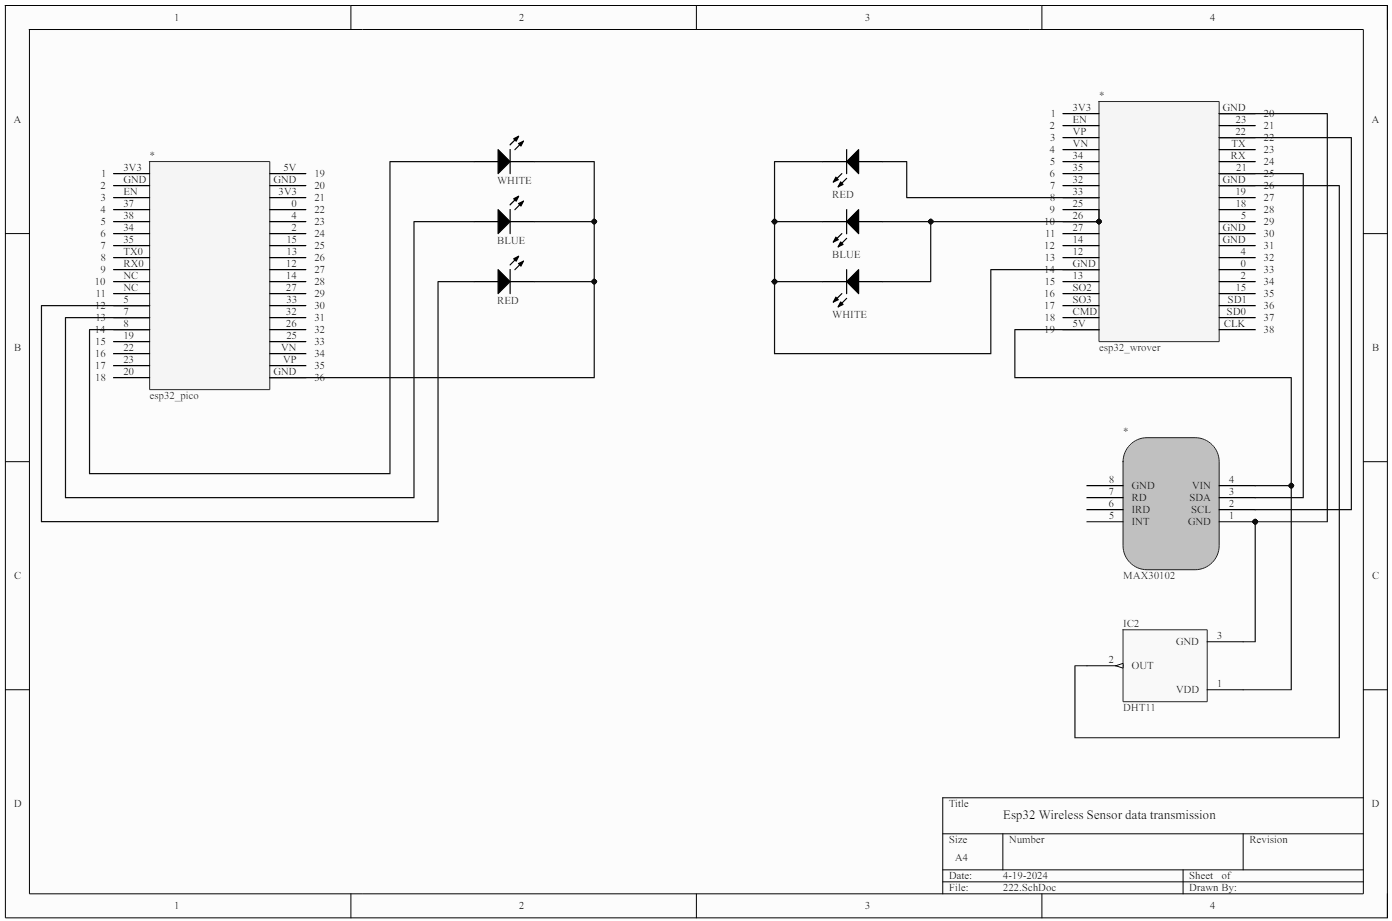 1 2 3 4
A
B
C
D
A
B
C
D
*
1 3V3
2 GND
3 EN
4 37
5 38
6 34
7 35
8 TX0
9 RX0
10 NC
11 NC
12 5
13 7
14 8
15 19
16 22
17 23
18 20
5V 19
GND 20
3V3 21
0 22
4 23
2 24
15 25
13 26
12 27
14 28
27 29
33 30
32 31
26 32
25 33
VN 34
VP 35
GND 36
esp32_pico
WHITE
BLUE
RED
RED
BLUE
WHITE
*
1 3V3
2 EN
3 VP
4 VN
5 34
6 35
7 32
8 33
9 25
10 26
11 27
12 14
13 12
14 GND
15 13
16 SO2
17 SO3
18 CMD
19 5V
GND 20
23 21
22 22
TX 23
RX 24
21 25
GND 26
19 27
18 28
5 29
GND 30
GND 31
4 32
0 33
2 34
15 35
SD1 36
SD0 37
CLK 38
esp32_wrover
*
8 GND VIN 4
7 RD SDA 3
6 IRD SCL 2
5 INT GND 1
MAX30102
IC2
GND 3
2 OUT
VDD 1
DHT11
Title
Esp32 Wireless Sensor data transmission
Size Number Revision
A4
Date: 4-19-2024 Sheet of
File: 222.SchDoc Drawn By:
1 2 3 4